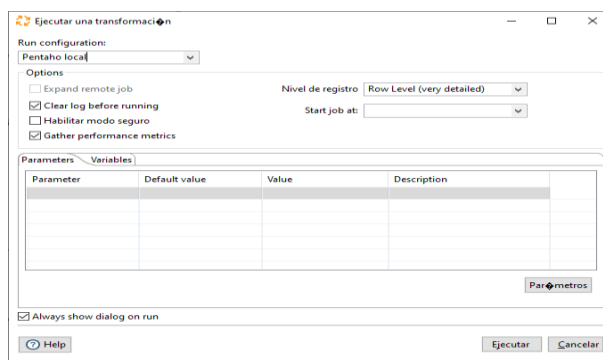 Ejecutar una transformaci�n
Run configuration:
Pentaho local
Options
Expand remote job
Nivel de registro Row Level (very detailed)
Clear log before running
Start job at:
Habilitar modo seguro
Gather performance metrics
Parameters Variables
Parameter Default value Value Description
Par�metros
Always show dialog on run
Help Ejecutar Cancelar